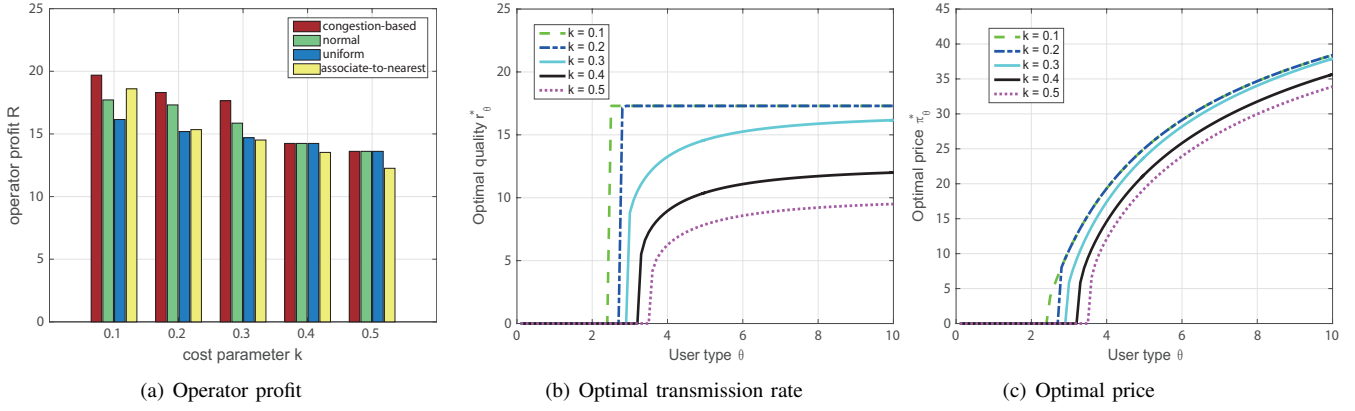 25
20
15
10
5
0
operator profit R
congestion-based
normal
uniform
associate-to-nearest
0.1
0.2
0.3
0.4
0.5
cost parameter k
(a) Operator profit
25
20
15
10
5
0
Optimal quality r*θ
k = 0.1
k = 0.2
k = 0.3
k = 0.4
k = 0.5
0
2
4
6
8
10
User type θ
(b) Optimal transmission rate
45
40
35
30
25
20
15
10
5
0
Optimal price π*θ
k = 0.1
k = 0.2
k = 0.3
k = 0.4
k = 0.5
0
2
4
6
8
10
User type θ
(c) Optimal price